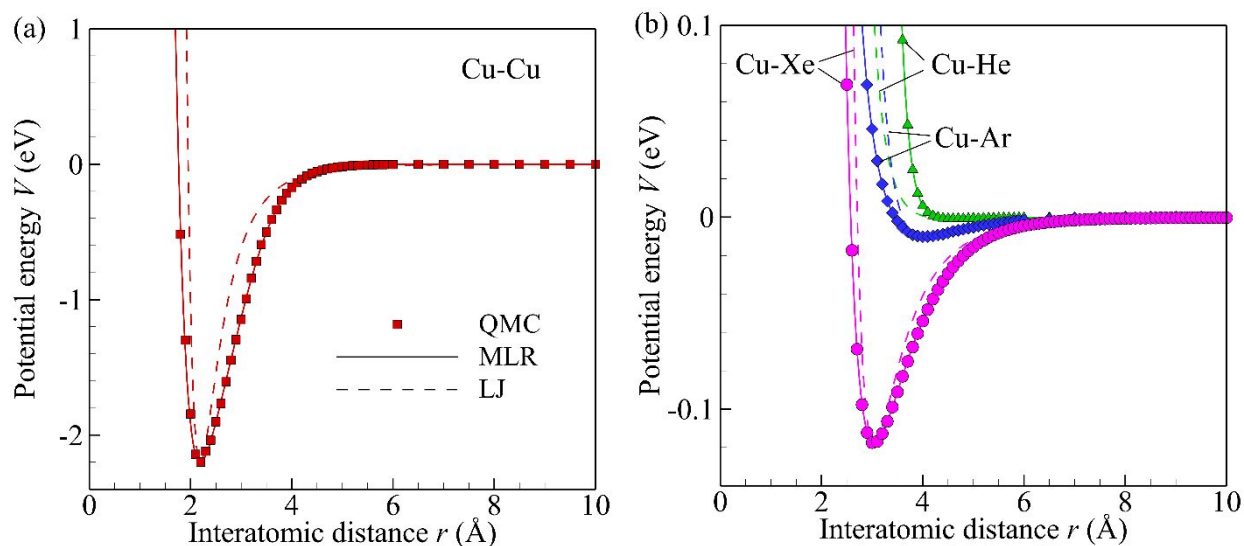 (a)
Cu-Cu
QMC
MLR
LJ
Potential energy V (eV)
1
0
-1
-2
0 2 4 6 8 10
Interatomic distance r (Å)
(b)
Cu-Xe
Cu-He
Cu-Ar
Potential energy V (eV)
0.1
0
-0.1
0 2 4 6 8 10
Interatomic distance r (Å)